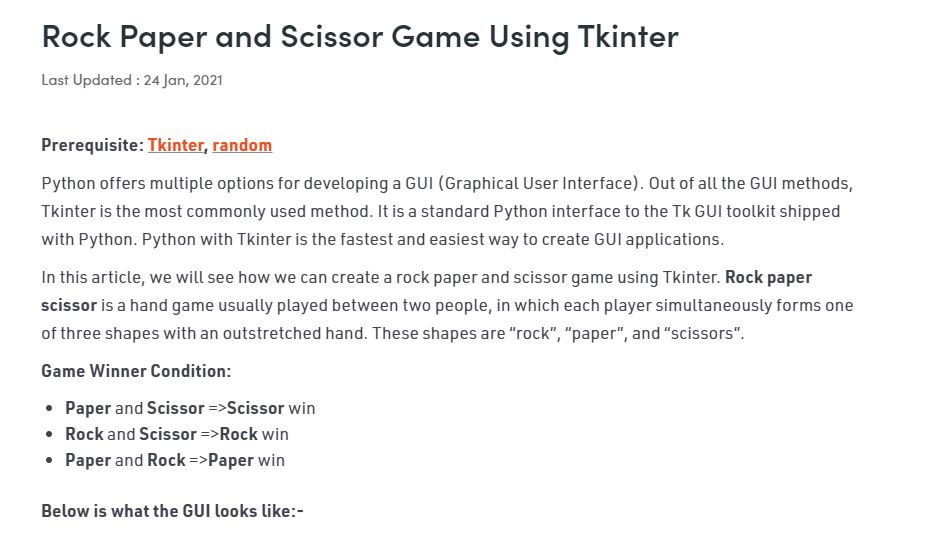 Rock Paper and Scissor Game Using Tkinter
Last Updated : 24 Jan, 2021
Prerequisite: Tkinter, random
Python offers multiple options for developing a GUI (Graphical User Interface). Out of all the GUI methods,
Tkinter is the most commonly used method. It is a standard Python interface to the Tk GUI toolkit shipped
with Python. Python with Tkinter is the fastest and easiest way to create GUI applications.
In this article, we will see how we can create a rock paper and scissor game using Tkinter. Rock paper
scissor is a hand game usually played between two people, in which each player simultaneously forms one
of three shapes with an outstretched hand. These shapes are “rock”, “paper”, and “scissors”.
Game Winner Condition:
• Paper and Scissor =>Scissor win
• Rock and Scissor =>Rock win
• Paper and Rock =>Paper win
Below is what the GUI looks like:-